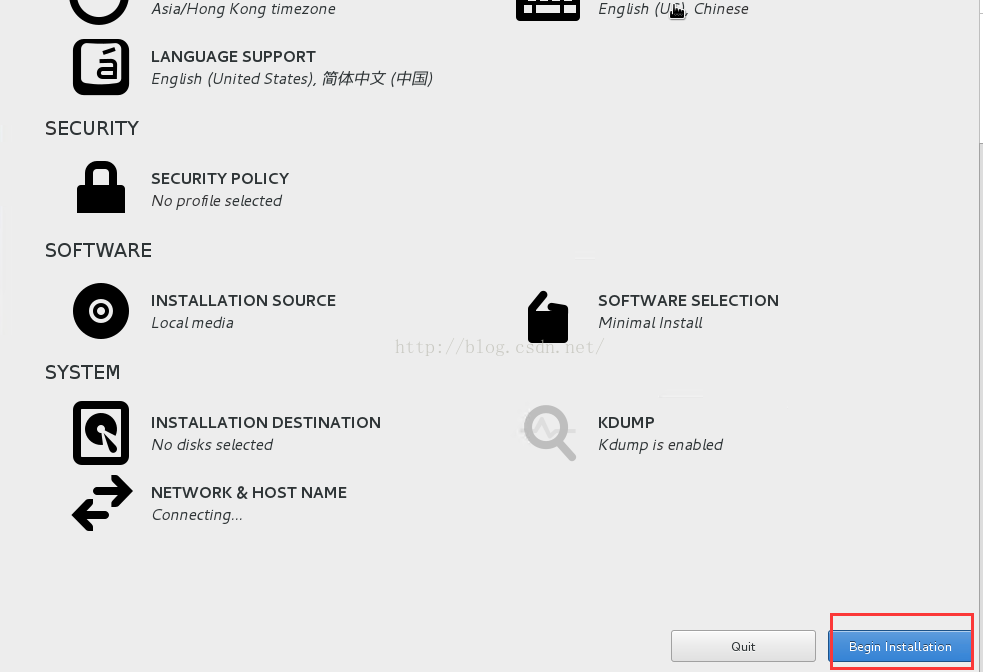 Asia/Hong Kong timezone
English (US), Chinese
LANGUAGE SUPPORT
English (United States), 简体中文 (中国)
SECURITY
SECURITY POLICY
No profile selected
SOFTWARE
INSTALLATION SOURCE
Local media
SOFTWARE SELECTION
Minimal Install
http://blog.csdn.net/
SYSTEM
INSTALLATION DESTINATION
No disks selected
KDUMP
Kdump is enabled
NETWORK & HOST NAME
Connecting...
Quit
Begin Installation